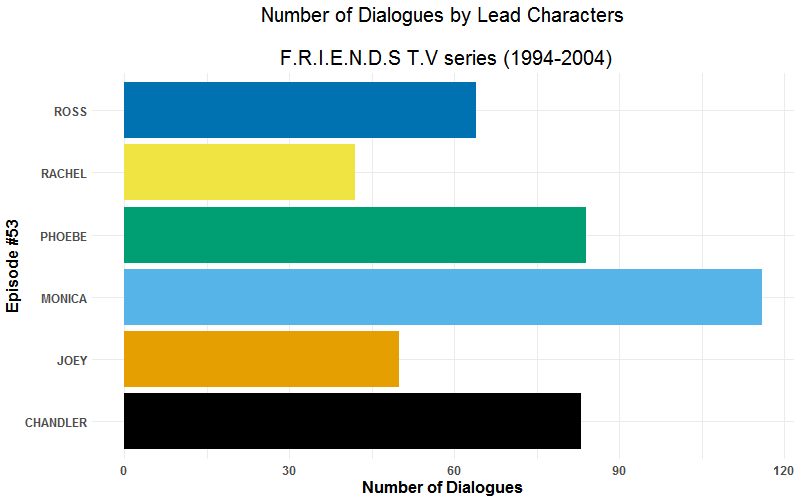 Number of Dialogues by Lead Characters
F.R.I.E.N.D.S T.V series (1994-2004)
Episode #53
ROSS
RACHEL
PHOEBE
MONICA
JOEY
CHANDLER
0 30 60 90 120
Number of Dialogues